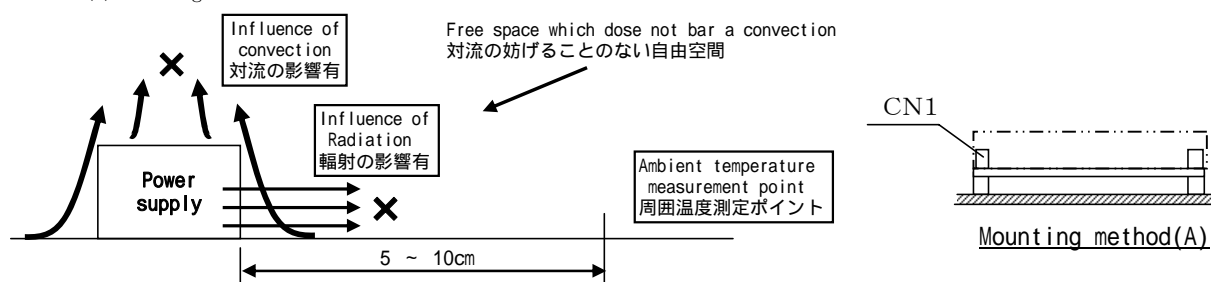 Influence of
convection
対流の影響有
Free space which dose not bar a convection
対流の妨げることのない自由空間
Influence of
Radiation
輻射の影響有
Power
supply
Ambient temperature
measurement point
周囲温度測定ポイント
5 ~ 10cm
CN1
Mounting method(A)